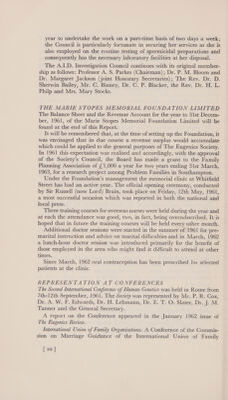 year to undertake the work on a part-time basis of two days a week;
the Council is particularly fortunate in securing her services as she is
also employed on the routine testing of spermicidal preparations and
consequently has the necessary laboratory facilities at her disposal.
The A.I.D. Investigation Council continues with its original member-
ship as follows: Professor A. S. Parkes (Chairman); Dr. P. M. Bloom and
Dr. Margaret Jackson (joint Honorary Secretaries); The Rev. Dr. D.
Sherwin Bailey, Mr. C. Binney, Dr. C. P. Blacker, the Rev. Dr. H. L.
Philp and Mrs. Mary Stocks.
THE MARIE STOPES MEMORIAL FOUNDATION LIMITED
The Balance Sheet and the Revenue Account for the year to 31st Decem-
ber, 1961, of the Marie Stopes Memorial Foundation Limited will be
found at the end of this Report.
It will be remembered that, at the time of setting up the Foundation, it
was envisaged that in due course a revenue surplus would accumulate
which could be applied to the general purposes of The Eugenics Society.
In 1961 this expectation was realized and accordingly, with the approval
of the Society's Council, the Board has made a grant to the Family
Planning Association of £1,000 a year for two years ending 31st March,
1963, for a research project among Problem Families in Southampton.
Under the Foundation's management the memorial clinic at Whitfield
Street has had an active year. The official opening ceremony, conducted
by Sir Russell (now Lord) Brain, took place on Friday, 12th May, 1961,
a most successful occasion which was reported in both the national and
local press.
Three training courses for overseas nurses were held during the year and
at each the attendance was good, two, in fact, being oversubscribed. It is
hoped that in future the training courses will be held every other month.
Additional doctor sessions were started in the summer of 1961 for pre-
marital instruction and advice on marital difficulties and in March, 1962
a lunch-hour doctor session was introduced primarily for the benefit of
those employed in the area who might find it difficult to attend at other
times.
Since March, 1962 oral contraception has been prescribed for selected
patients at the clinic.
REPRESENTATION AT CONFERENCES
The Second International Conference of Human Genetics was held in Rome from
7th-12th September, 1961. The Society was represented by Mr. P. R. Cox,
Dr. A. W. F. Edwards, Dr. H. Lehmann, Dr. E. T. O. Slater, Dr. J. M.
Tanner and the General Secretary.
A report on the Conference appeared in the January 1962 issue of
The Eugenics Review.
International Union of Family Organizations: A Conference of the Commis-
sion on Marriage Guidance of the International Union of Family